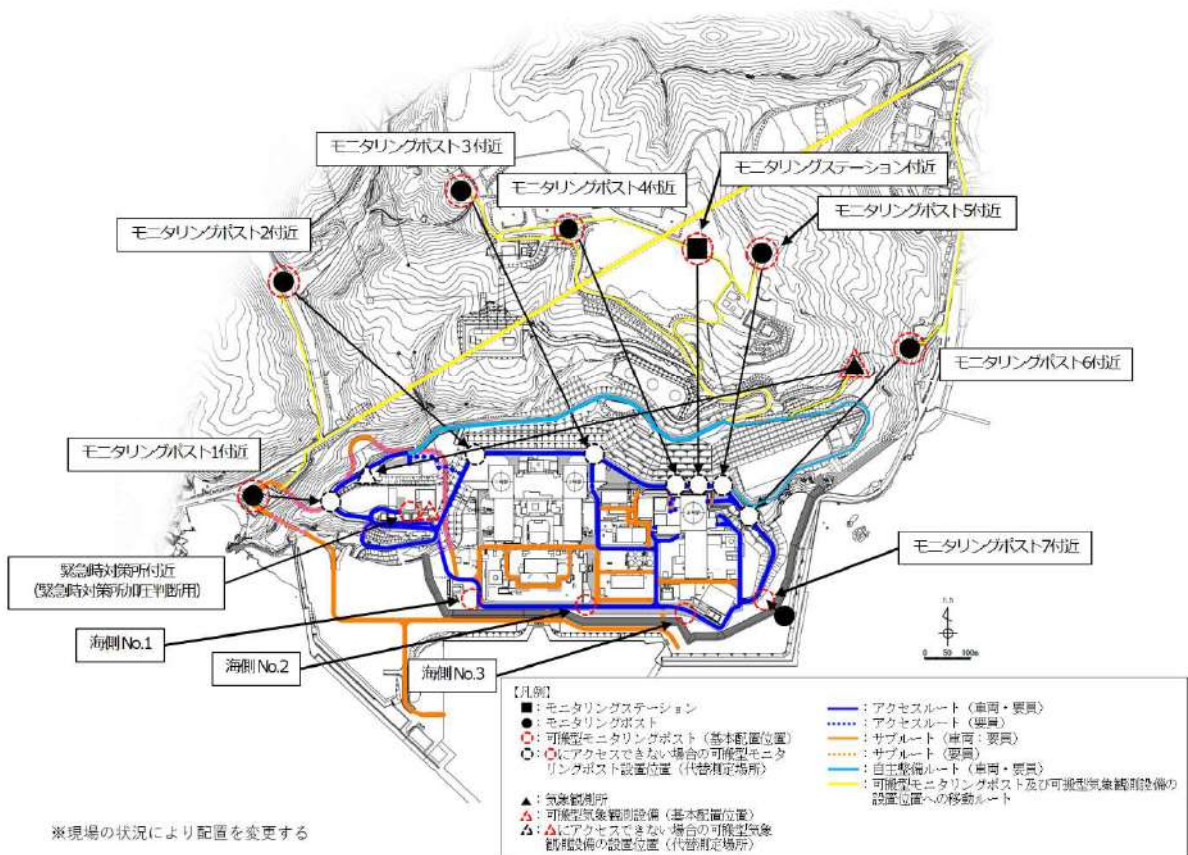 モニタリングポスト3付近
モニタリングステーション付近
モニタリングポスト4付近
モニタリングポスト5付近
モニタリングポスト2付近
モニタリングポスト6付近
モニタリングポスト1付近
緊急時対策所付近
(緊急時対策所加圧判断用)
モニタリングポスト7付近
海側No.1
海側No.2
海側No.3
0 50 100m
【凡例】
■:モニタリングステーション
●:モニタリングポスト
:可搬型モニタリングポスト(基本配置位置)
:にアクセスできない場合の可搬型モニタ
リングポスト設置位置(代替測定場所)
▲:気象観測所
:可搬型気象観測設備(基本配置位置)
:にアクセスできない場合の可搬型気象
観測設備の設置位置(代替測定場所)
:アクセスルート(車両・要員)
:アクセスルート(要員)
:サブルート(車両・要員)
:サブルート(要員)
:自主整備ルート(車両・要員)
:可搬型モニタリングポスト及び可搬型気象観測設備の
設置位置への移動ルート
※現場の状況により配置を変更する